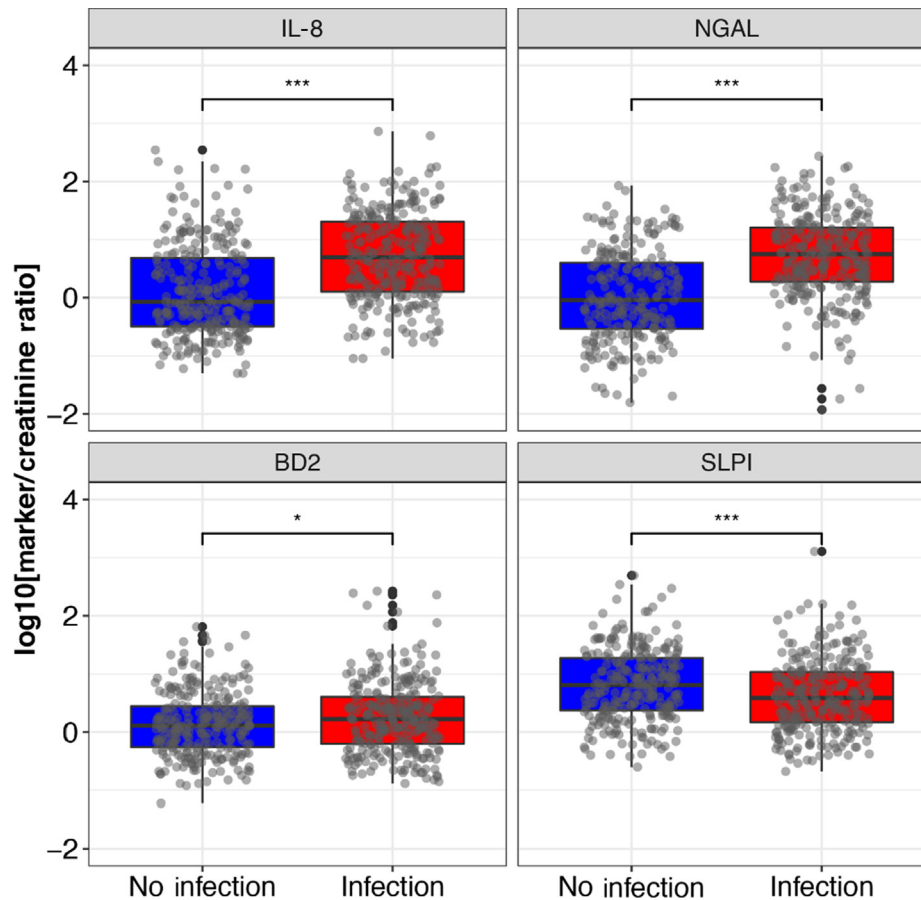 IL-8
NGAL
4
***
***
2
0
−2
BD2
SLPI
4
*
***
2
0
−2
log10[marker/creatinine ratio]
No infection
Infection
No infection
Infection